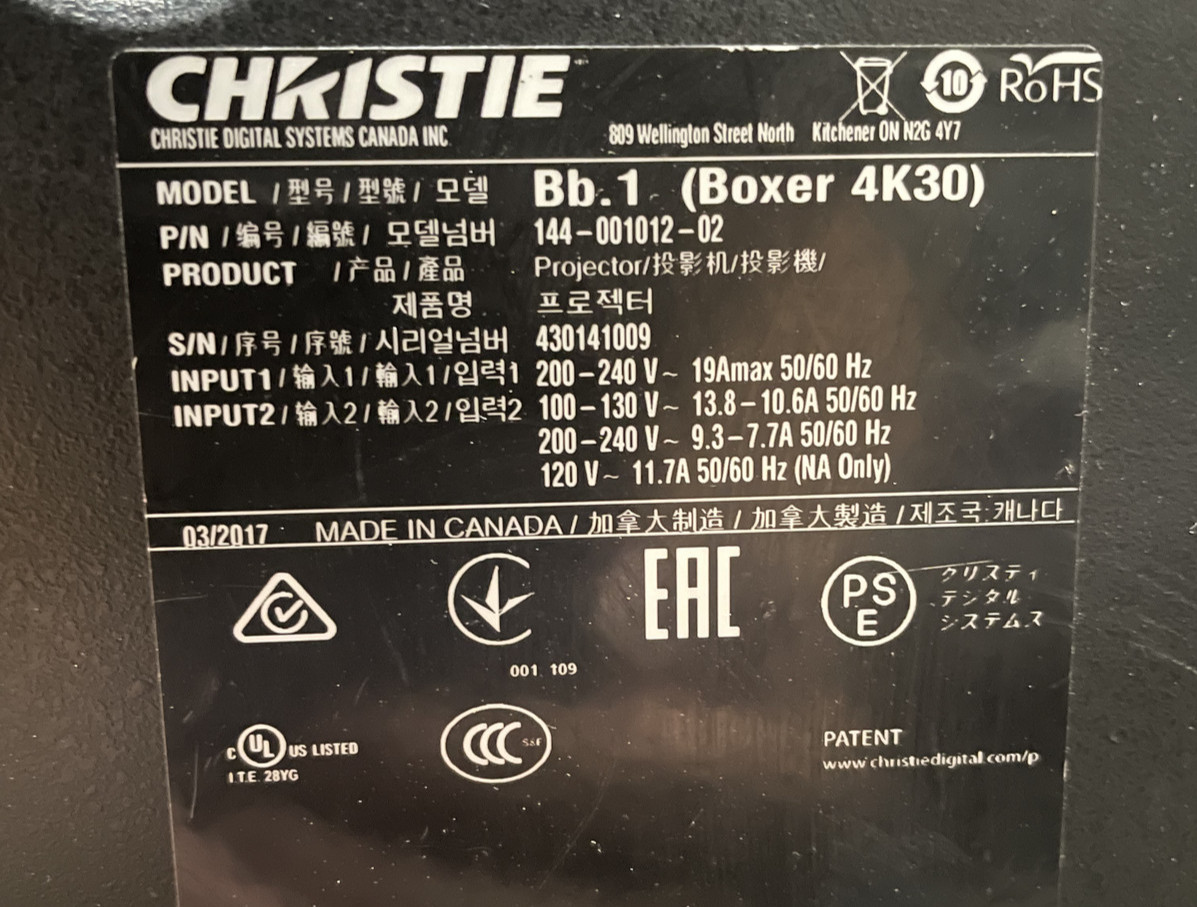 CHRISTIE
CHRISTIE DIGITAL SYSTEMS CANADA INC. 809 Wellington Street North Kitchener ON N2G 4Y7
10 RoHS
MODEL / 型号 / 型號 / 모델 Bb.1 (Boxer 4K30)
P/N / 编号 / 編號 / 모델넘버 144-001012-02
PRODUCT / 产品 / 產品 Projector/投影机/投影機/
제품명 프로젝터
S/N / 序号 / 序號 / 시리얼넘버 430141009
INPUT1 / 输入1 / 輸入1 / 입력1 200-240 V~ 19Amax 50/60 Hz
INPUT2 / 输入2 / 輸入2 / 입력2 100-130 V~ 13.8-10.6A 50/60 Hz
200-240 V~ 9.3-7.7A 50/60 Hz
120 V~ 11.7A 50/60 Hz (NA Only)
03/2017 MADE IN CANADA / 加拿大制造 / 加拿大製造 / 제조국:캐나다
EAC PSE クリスティ
デジタル
システムズ
001 109
C UL US LISTED CCC S&E
I.T.E. 28YG
PATENT
www.christiedigital.com/p